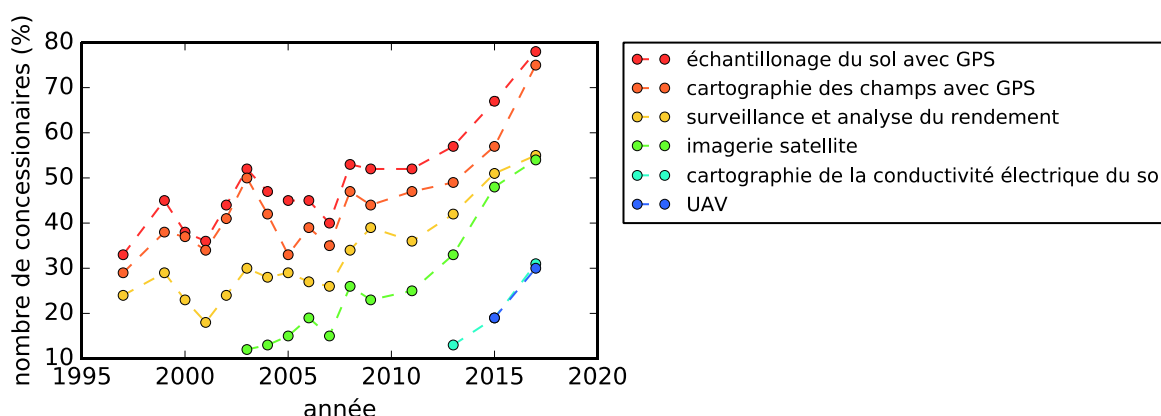 nombre de concessionaires (%)
80
70
60
50
40
30
20
10
1995 2000 2005 2010 2015 2020
année
échantillonage du sol avec GPS
cartographie des champs avec GPS
surveillance et analyse du rendement
imagerie satellite
cartographie de la conductivité électrique du so
UAV